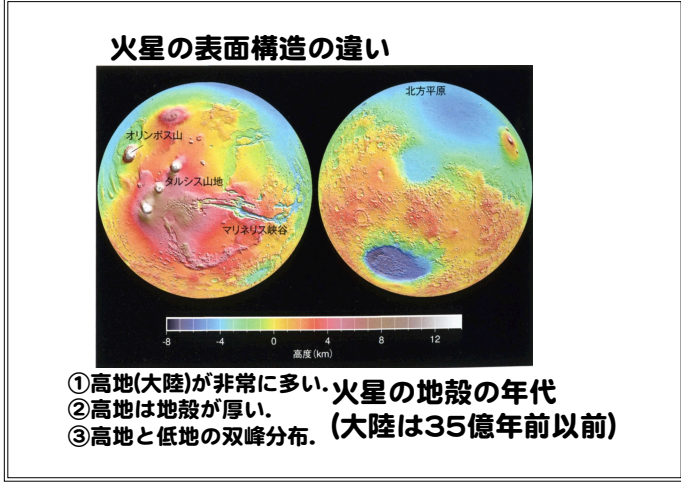 火星の表面構造の違い
北方平原
オリンポス山
タルシス山地
マリネリス峡谷
-8 -4 0 4 8 12
高度(km)
①高地(大陸)が非常に多い.
②高地は地殻が厚い.
③高地と低地の双峰分布.
火星の地殻の年代
(大陸は35億年前以前)